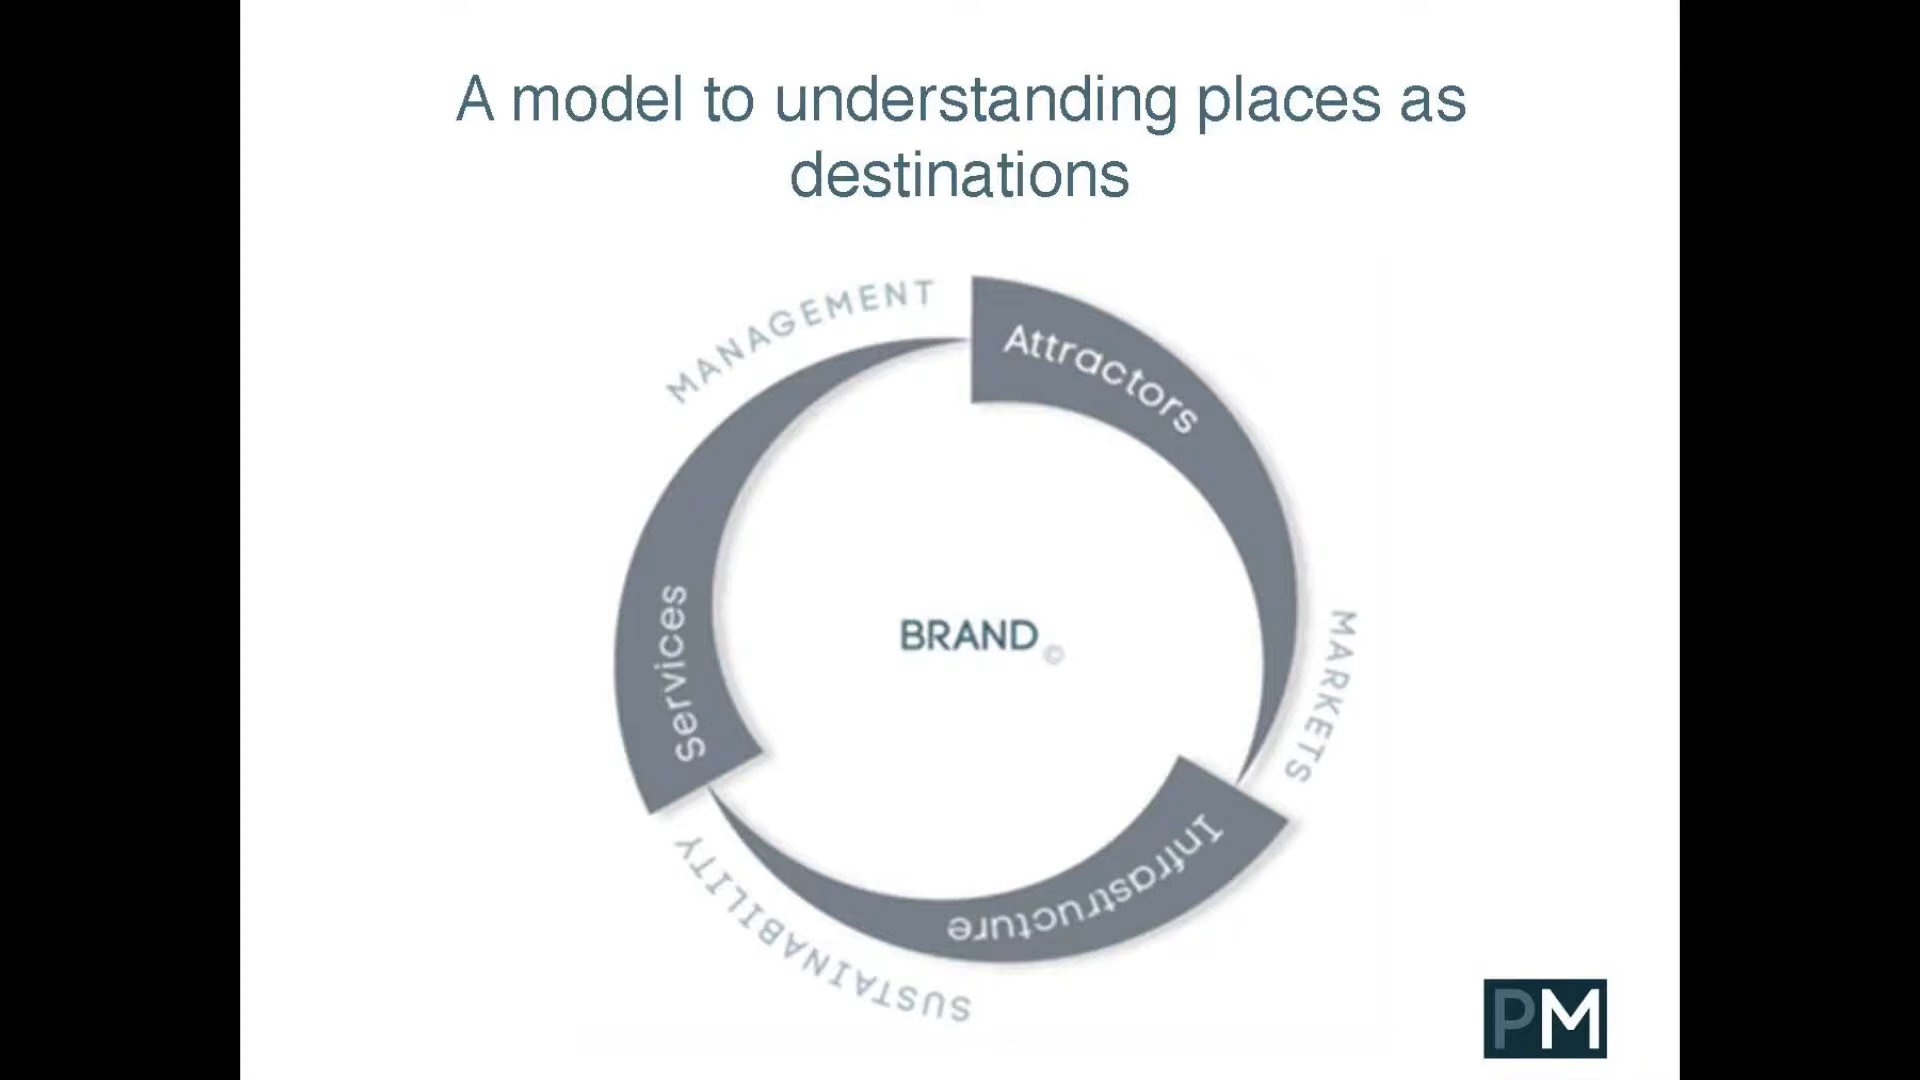 A model to understanding places as
destinations
MANAGEMENT
Attractors
MARKETS
Infrastructure
SUSTAINABILITY
Services
BRAND ©
PM